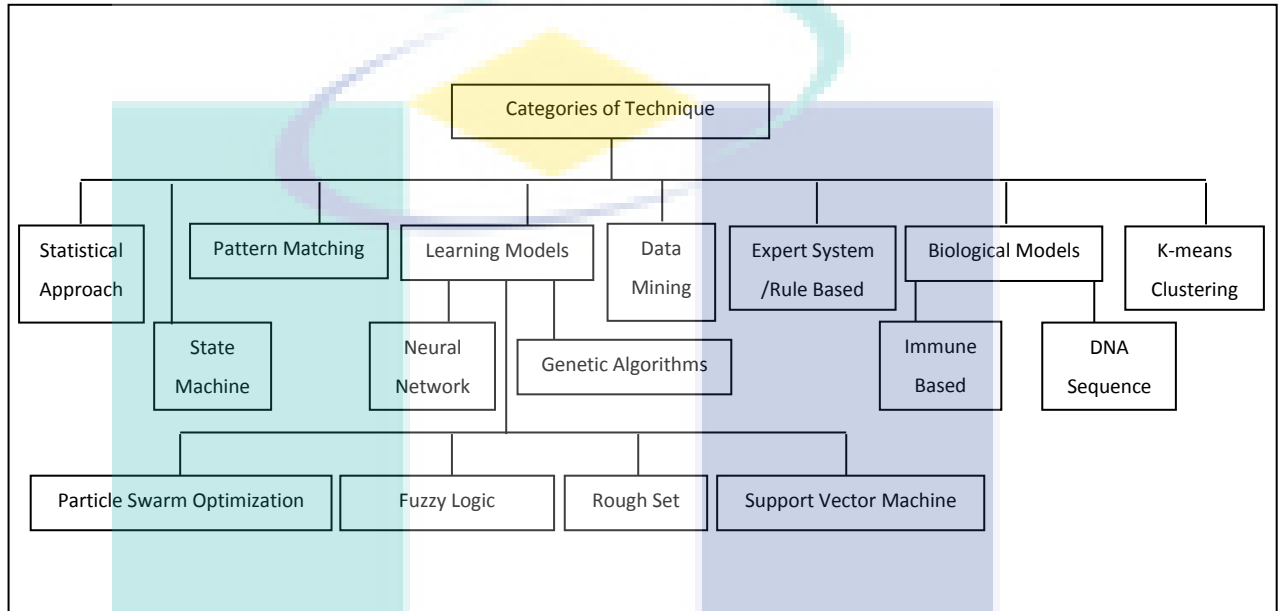 Categories of Technique
Statistical
Approach
Pattern Matching
Learning Models
Data
Mining
Expert System
/Rule Based
Biological Models
K-means
Clustering
State
Machine
Neural
Network
Genetic Algorithms
Immune
Based
DNA
Sequence
Particle Swarm Optimization
Fuzzy Logic
Rough Set
Support Vector Machine